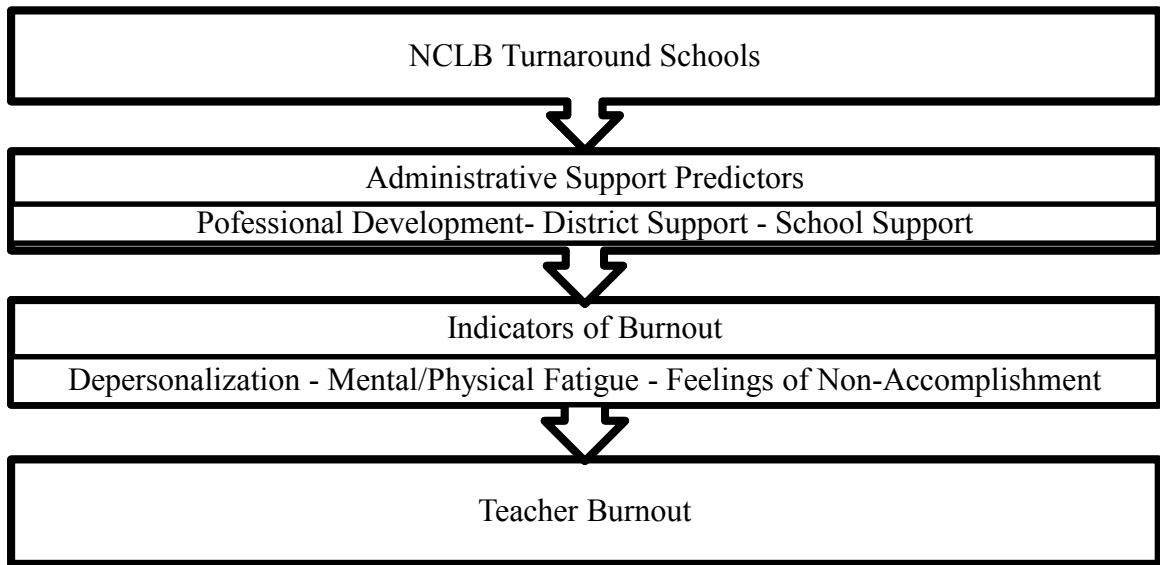 NCLB Turnaround Schools
Administrative Support Predictors
Pofessional Development- District Support - School Support
Indicators of Burnout
Depersonalization - Mental/Physical Fatigue - Feelings of Non-Accomplishment
Teacher Burnout